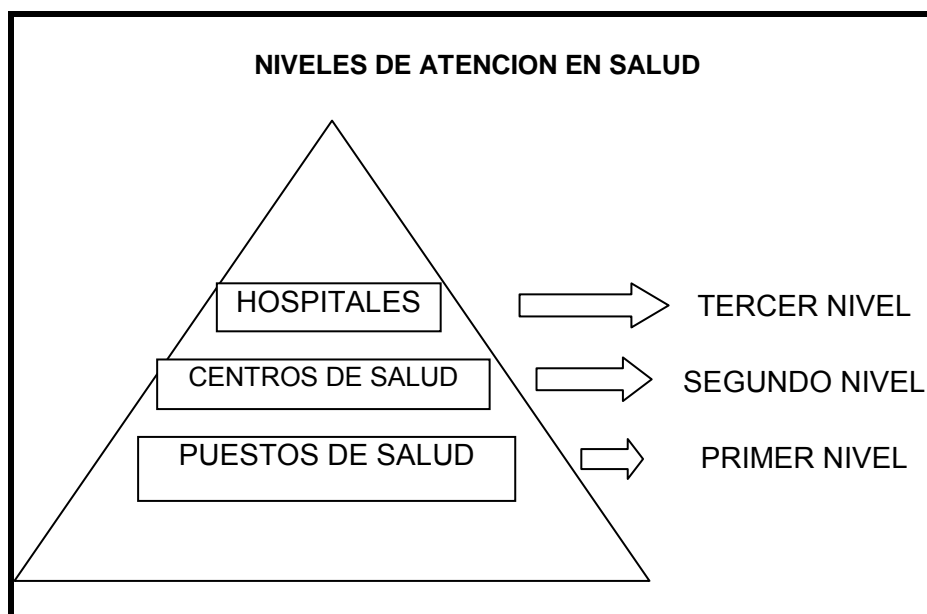 NIVELES DE ATENCION EN SALUD
HOSPITALES
TERCER NIVEL
CENTROS DE SALUD
SEGUNDO NIVEL
PUESTOS DE SALUD
PRIMER NIVEL